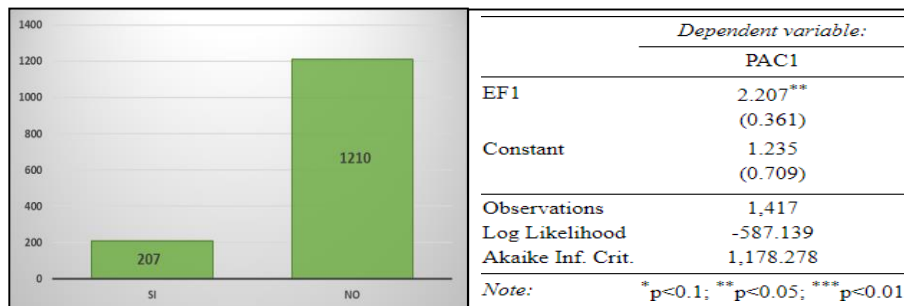 1400
1200
1000
800
600
400
200
0
207
1210
SI
NO
Dependent variable:
PAC1
EF1 2.207**
(0.361)
Constant 1.235
(0.709)
Observations 1,417
Log Likelihood -587.139
Akaike Inf. Crit. 1,178.278
Note: *p<0.1; **p<0.05; ***p<0.01